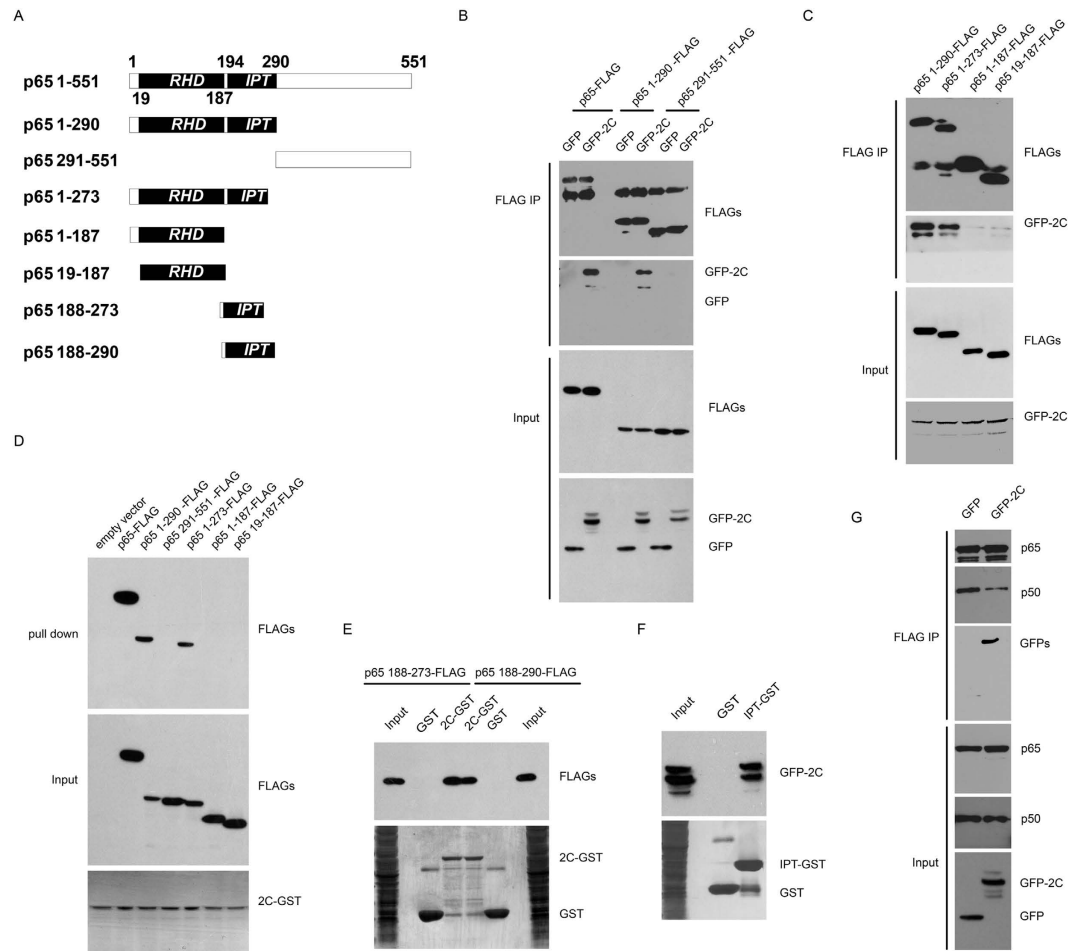 A
1 194 290 551
p65 1-551 RHD IPT
19 187
p65 1-290 RHD IPT
p65 291-551
p65 1-273 RHD IPT
p65 1-187 RHD
p65 19-187 RHD
p65 188-273 IPT
p65 188-290 IPT
B
p65-FLAG
p65 1-290-FLAG
p65 291-551-FLAG
GFP
GFP-2C
GFP
GFP-2C
GFP
GFP-2C
FLAG IP
FLAGs
GFP-2C
GFP
Input
FLAGs
GFP-2C
GFP
C
p65 1-290-FLAG
p65 1-273-FLAG
p65 1-187-FLAG
p65 19-187-FLAG
FLAG IP
FLAGs
GFP-2C
Input
FLAGs
GFP-2C
D
empty vector
p65-FLAG
p65 1-290 -FLAG
p65 291-551 -FLAG
p65 1-273-FLAG
p65 1-187-FLAG
p65 19-187-FLAG
pull down
FLAGs
Input
FLAGs
2C-GST
E
p65 188-273-FLAG p65 188-290-FLAG
Input
GST
2C-GST
2C-GST
GST
Input
FLAGs
2C-GST
GST
F
Input
GST
IPT-GST
GFP-2C
IPT-GST
GST
G
GFP
GFP-2C
FLAG IP
p65
p50
GFPs
Input
p65
p50
GFP-2C
GFP